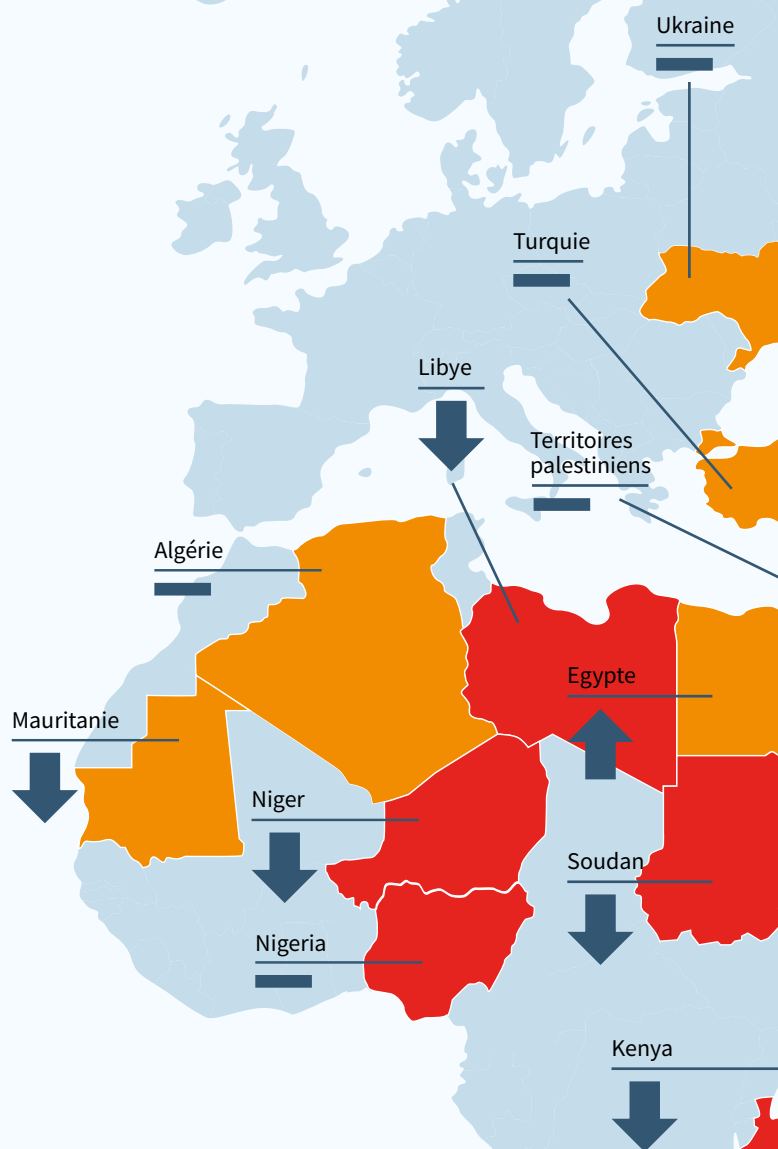 Ukraine
Turquie
Libye
Territoires
palestiniens
Algérie
Egypte
Mauritanie
Niger
Soudan
Nigeria
Kenya